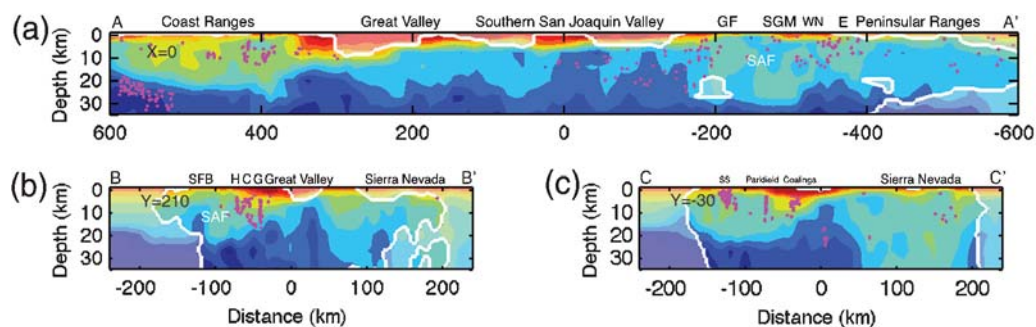 A Coast Ranges Great Valley Southern San Joaquin Valley GF SGM WN E Peninsular Ranges A'
(a)
X=0
SAF
Depth (km)
0
10
20
30
600 400 200 0 -200 -400 -600
(b)
B SFB H C G Great Valley Sierra Nevada B'
Y=210
SAF
Depth (km)
0
10
20
30
-200 -100 0 100 200
Distance (km)
(c)
C SS Parkfield Coalinga Sierra Nevada C'
Y=-30
Depth (km)
0
10
20
30
-200 -100 0 100 200
Distance (km)